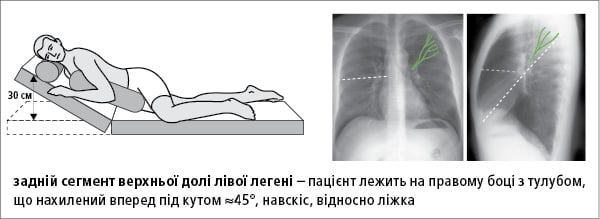 30 см
задній сегмент верхньої долі лівої легені – пацієнт лежить на правому боці з тулубом,
що нахилений вперед під кутом ≈45°, навскіс, відносно ліжка